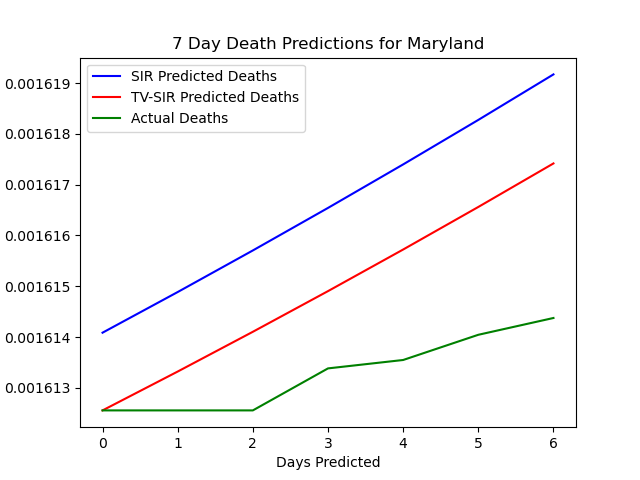 7 Day Death Predictions for Maryland
SIR Predicted Deaths
TV-SIR Predicted Deaths
Actual Deaths
0.001619
0.001618
0.001617
0.001616
0.001615
0.001614
0.001613
0 1 2 3 4 5 6
Days Predicted